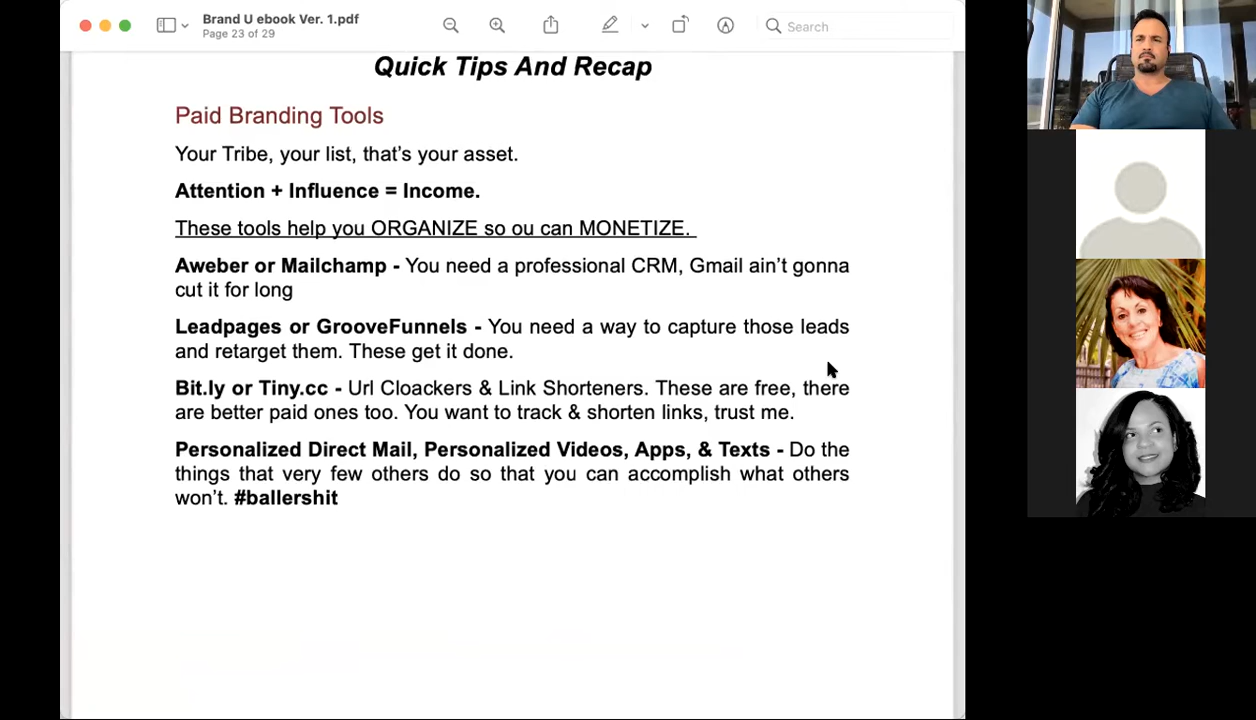 Brand U ebook Ver. 1.pdf
Page 23 of 29
Search
Quick Tips And Recap
Paid Branding Tools
Your Tribe, your list, that's your asset.
Attention + Influence = Income.
These tools help you ORGANIZE so ou can MONETIZE.
Aweber or Mailchamp - You need a professional CRM, Gmail ain't gonna
cut it for long
Leadpages or GrooveFunnels - You need a way to capture those leads
and retarget them. These get it done.
Bit.ly or Tiny.cc - Url Cloackers & Link Shorteners. These are free, there
are better paid ones too. You want to track & shorten links, trust me.
Personalized Direct Mail, Personalized Videos, Apps, & Texts - Do the
things that very few others do so that you can accomplish what others
won't. #ballershit